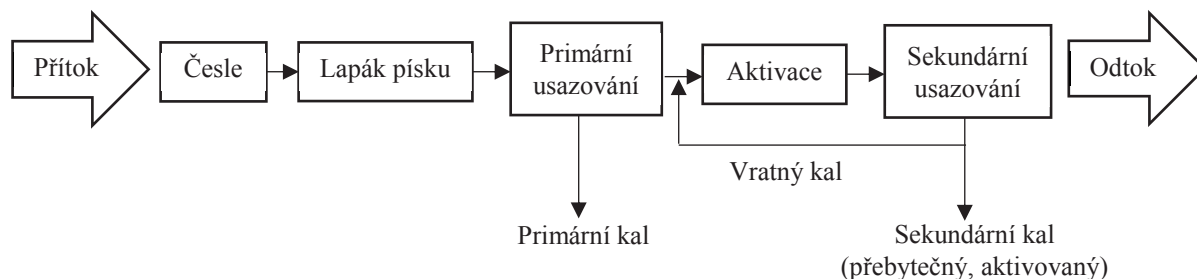 Přítok
Česle
Lapák písku
Primární
usazování
Aktivace
Sekundární
usazování
Odtok
Vratný kal
Primární kal
Sekundární kal
(přebytečný, aktivovaný)